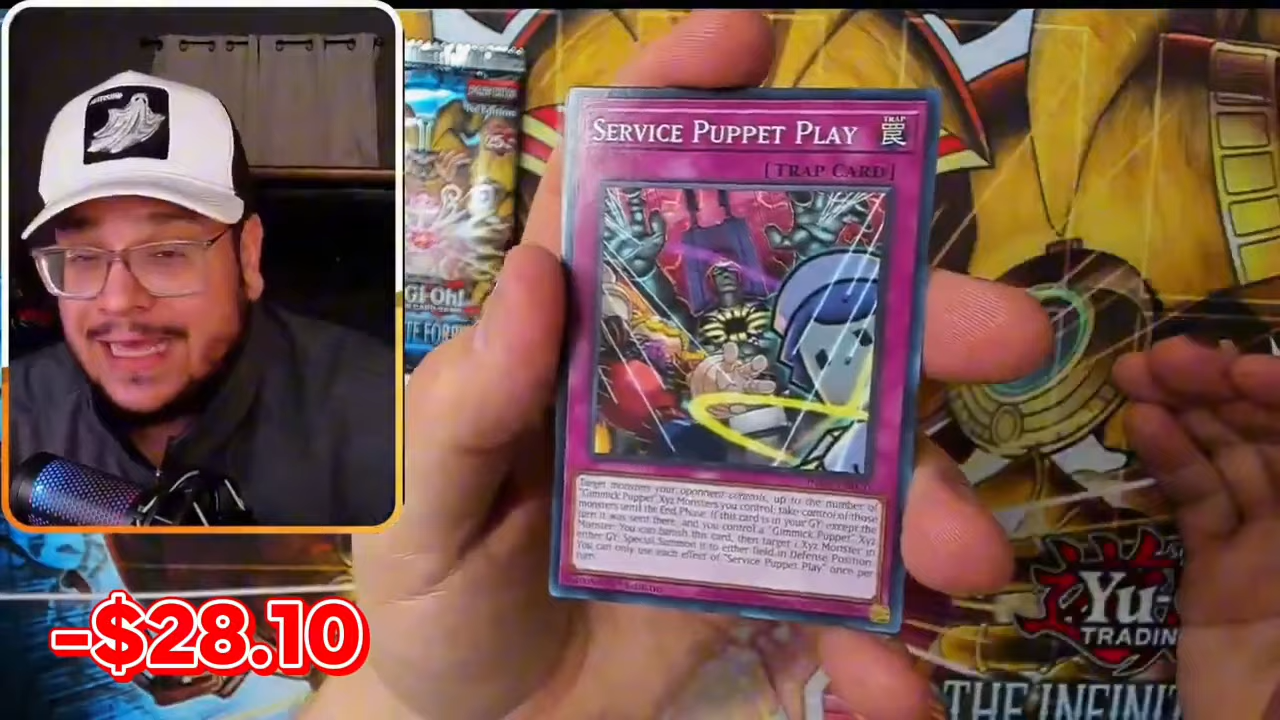 SERVICE PUPPET PLAY
TRAP
罠
[TRAP CARD]
Target monsters your opponent controls, up to the number of
"Gimmick Puppet" Xyz Monsters you control; take control of those
monsters until the End Phase. If this card is in your GY, except the
turn it was sent there, and you control a "Gimmick Puppet" Xyz
Monster: You can banish this card, then target 1 Xyz Monster in
either GY; Special Summon it to either field in Defense Position.
You can only use each effect of "Service Puppet Play" once per
turn.
GI-OH!
-$28.10
Yu-
TRADIN
THE INFINIT